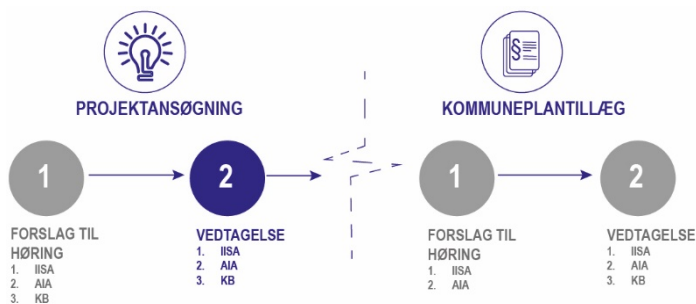 §
PROJEKTANSØGNING
KOMMUNEPLANTILLÆG
1
2
1
2
FORSLAG TIL
HØRING
1. IISA
2. AIA
3. KB
VEDTAGELSE
1. IISA
2. AIA
3. KB
FORSLAG TIL
HØRING
1. IISA
2. AIA
VEDTAGELSE
1. IISA
2. AIA
3. KB